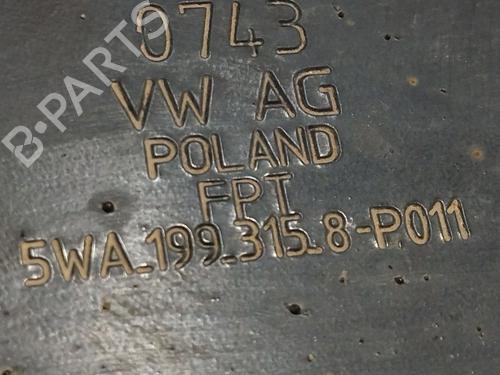 0743
VW AG
POLAND
FPT
5WA_199_315_8-P011
B-PARTS